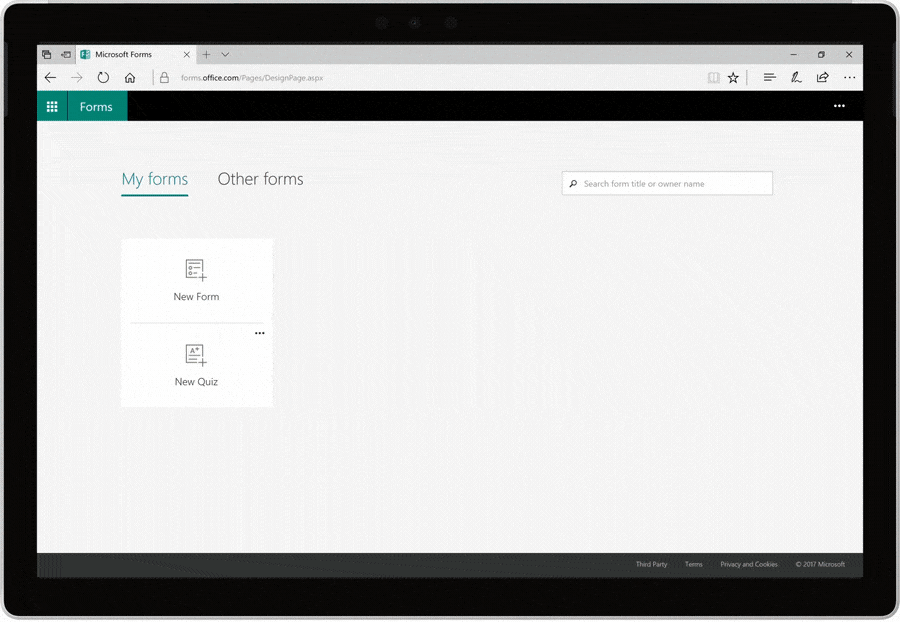 Microsoft Forms
forms.office.com/Pages/DesignPage.aspx
Forms
My forms
Other forms
Search form title or owner name
New Form
New Quiz
A+
Third Party
Terms
Privacy and Cookies
© 2017 Microsoft